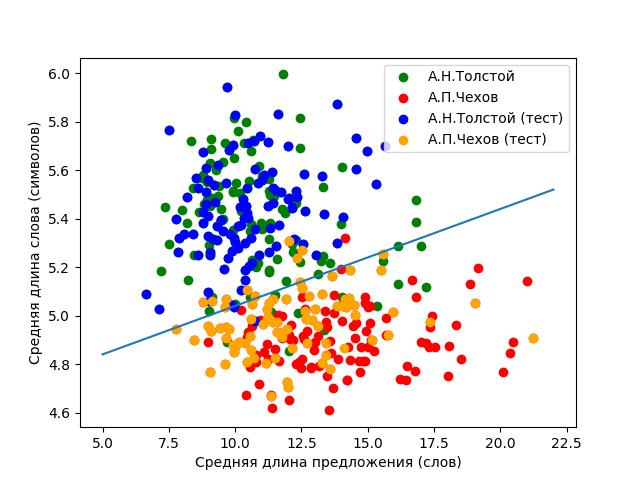 А.Н.Толстой
А.П.Чехов
А.Н.Толстой (тест)
А.П.Чехов (тест)
6.0
5.8
5.6
5.4
5.2
5.0
4.8
4.6
Средняя длина слова (символов)
5.0 7.5 10.0 12.5 15.0 17.5 20.0 22.5
Средняя длина предложения (слов)